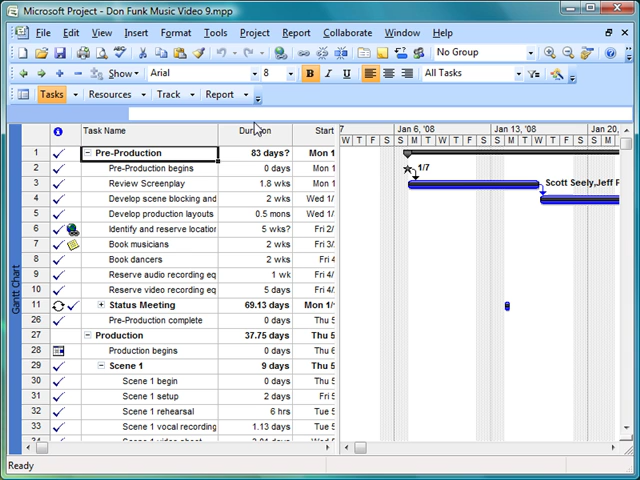 Microsoft Project - Don Funk Music Video 9.mpp
File Edit View Insert Format Tools Project Report Collaborate Window Help
No Group
Show Arial 8 B I U All Tasks
Tasks Resources Track Report
Task Name Duration Start 7 Jan 6, '08 Jan 13, '08 Jan 20,
W T F S S M T W T F S S M T W T F S S M T
1 Pre-Production 83 days? Mon 1
2 Pre-Production begins 0 days Mon 1 1/7
3 Review Screenplay 1.8 wks Mon 1 Scott Seely,Jeff P
4 Develop scene blocking and 2 wks Wed 1/
5 Develop production layouts 0.5 mons Wed 1
6 Identify and reserve location 5 wks? Fri 2/
7 Book musicians 2 wks Fri 3
8 Book dancers 2 wks Fri 3
9 Reserve audio recording eq 1 wk Fri 4/
10 Reserve video recording eq 5 days Fri 4/
11 Status Meeting 69.13 days Mon 1/
26 Pre-Production complete 0 days
27 Production 37.75 days Thu 5
28 Production begins 0 days Thu
29 Scene 1 9 days Thu 5
30 Scene 1 begin 0 days Thu 5
31 Scene 1 setup 2 days Thu 5
32 Scene 1 rehearsal 6 hrs Tue 5
33 Scene 1 vocal recording 1.13 days Tue 5
Gantt Chart
Ready